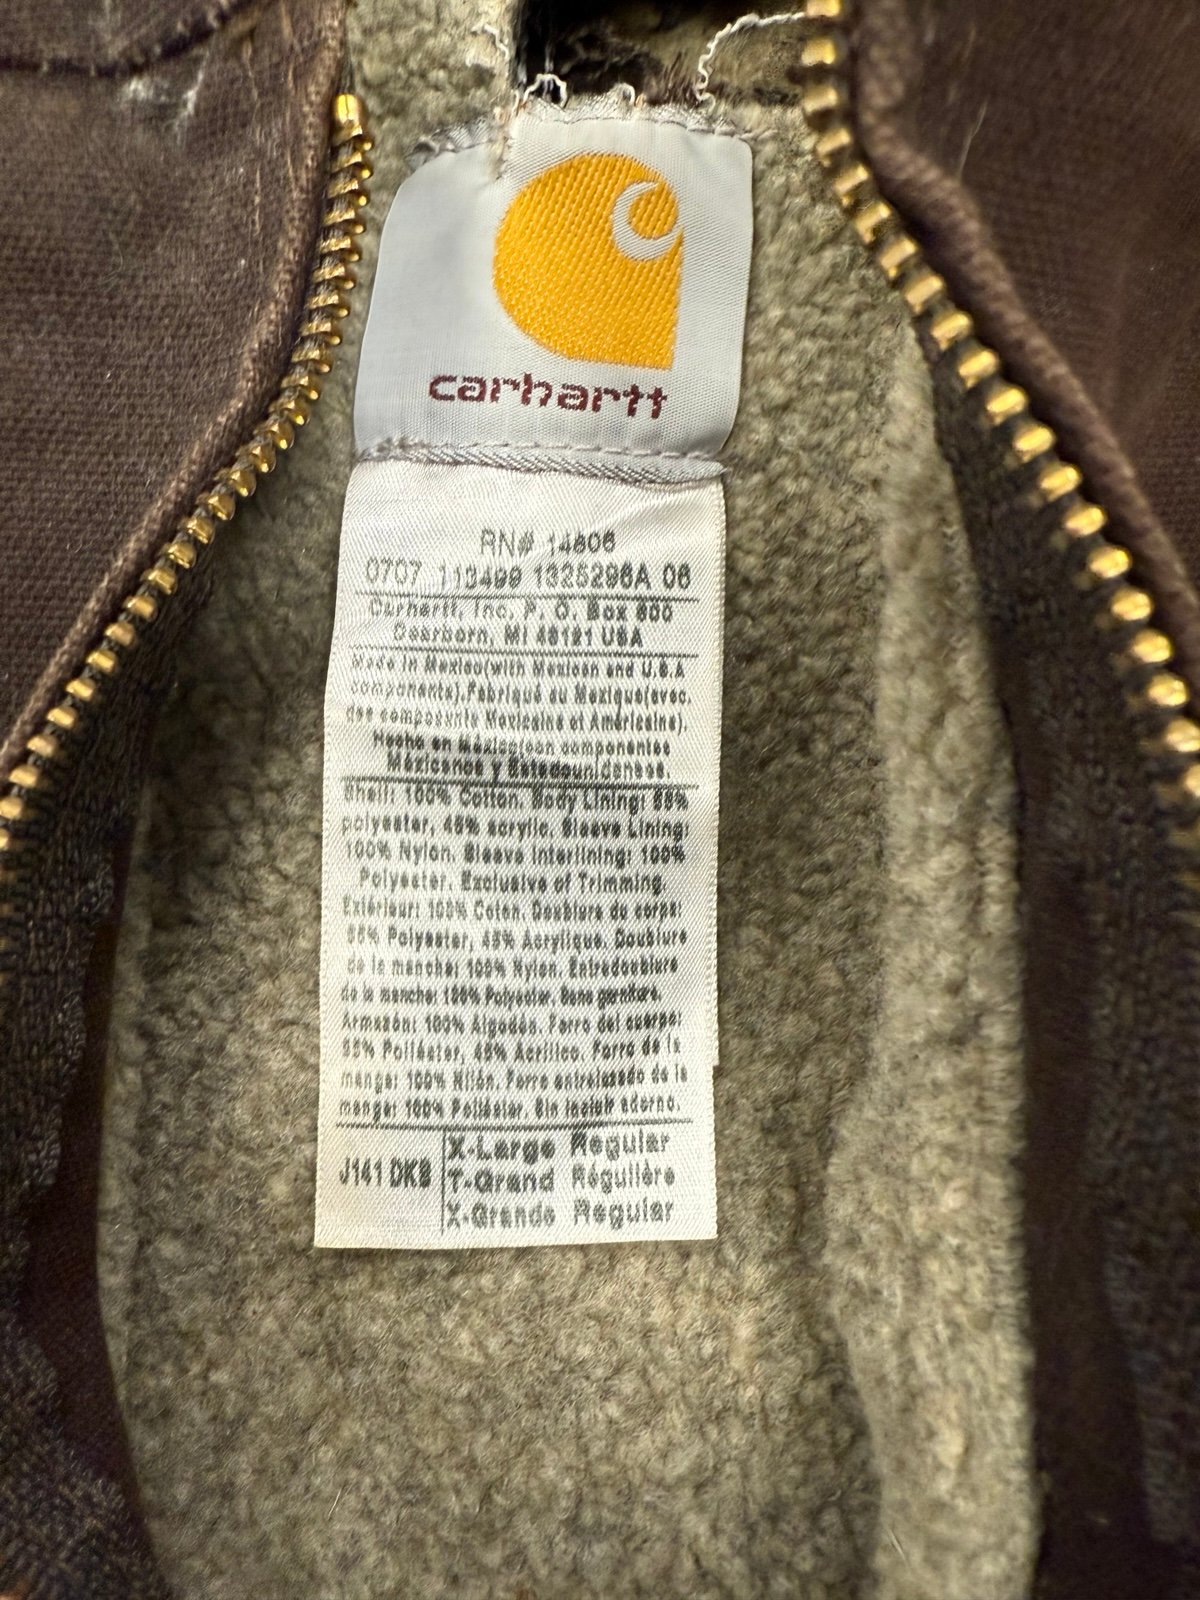 carhartt
RN# 14806
0707 113499 1325296A 06
Carhartt, Inc. P. O. Box 600
Dearborn, MI 48121 USA
Made in Mexico(with Mexican and U.S.A
components).Fabriqué au Mexique(avec.
des composants Mexicains et Américains).
Hecho en México(con componentes
Mexicanos y Estadounidenses.
Shell: 100% Cotton. Body Lining: 55%
polyester, 45% acrylic. Sleeve Lining:
100% Nylon. Sleeve Interlining: 100%
Polyester. Exclusive of Trimming.
Extérieur: 100% Coton. Doublure du corps:
55% Polyester, 45% Acrylique. Doublure
de la manche: 100% Nylon. Entredoublure
de la manche: 100% Polyester. Sans garniture.
Armazón: 100% Algodón. Forro del cuerpo:
55% Poliéster, 45% Acrílico. Forro de la
manga: 100% Nilón. Forro entrelazado de la
manga: 100% Poliéster. Sin incluir adorno.
J141 DKB
X-Large Regular
T-Grand Régulière
X-Grande Regular